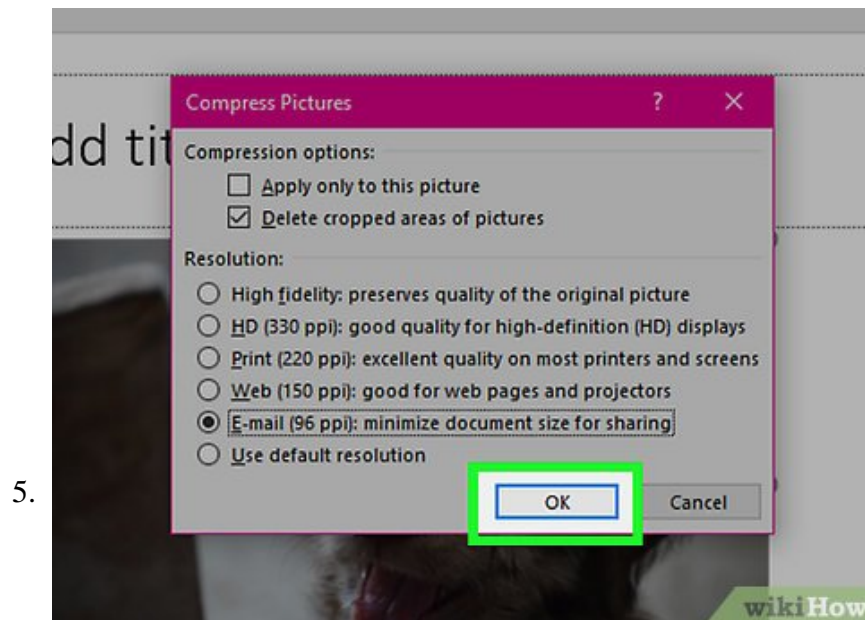 dd tit
Compress Pictures ? ×
Compression options:
Apply only to this picture
Delete cropped areas of pictures
Resolution:
High fidelity: preserves quality of the original picture
HD (330 ppi): good quality for high-definition (HD) displays
Print (220 ppi): excellent quality on most printers and screens
Web (150 ppi): good for web pages and projectors
E-mail (96 ppi): minimize document size for sharing
Use default resolution
5.
OK Cancel
wikiHow